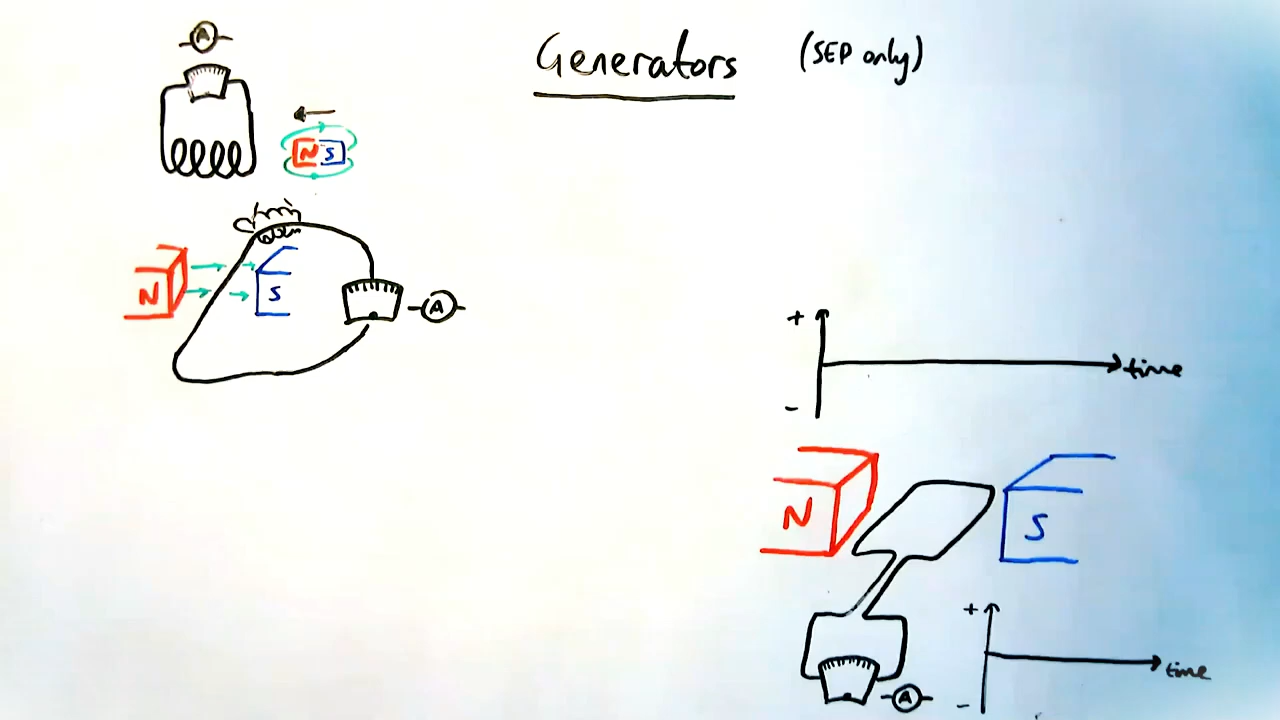 Generators (SEP only)
A
N S
N S A
+
time
-
N S
+
time
A
-